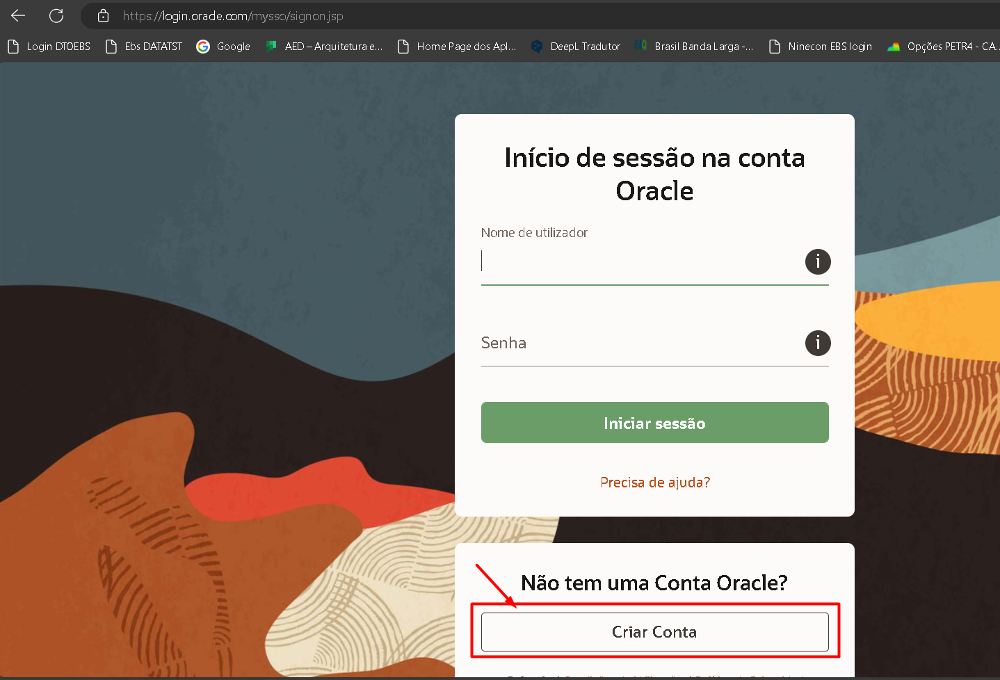 https://login.oracle.com/mysso/signon.jsp
Login DTOEBS Ebs DATATST Google AED – Arquitetura e... Home Page dos Apl... DeepL Tradutor Brasil Banda Larga -... Ninecon EBS login Opções PETR4 - CA...
Início de sessão na conta
Oracle
Nome de utilizador
i
Senha
i
Iniciar sessão
Precisa de ajuda?
Não tem uma Conta Oracle?
Criar Conta